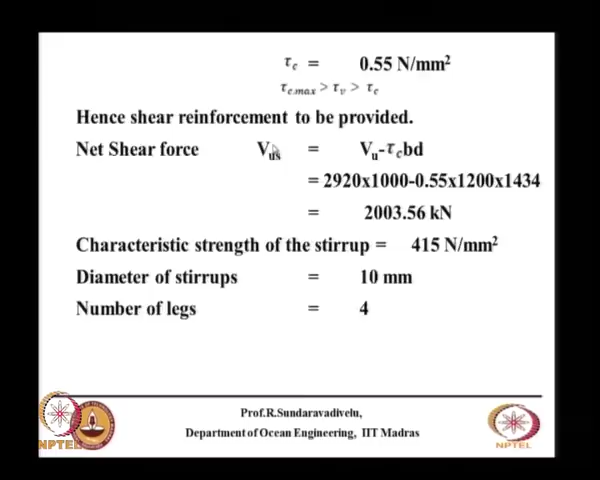 τc = 0.55 N/mm²
τc,max > τv > τc
Hence shear reinforcement to be provided.
Net Shear force Vus = Vu-τcbd
= 2920x1000-0.55x1200x1434
= 2003.56 kN
Characteristic strength of the stirrup = 415 N/mm²
Diameter of stirrups = 10 mm
Number of legs = 4
Prof.R.Sundaravadivelu,
Department of Ocean Engineering, IIT Madras
NPTEL
NPTEL